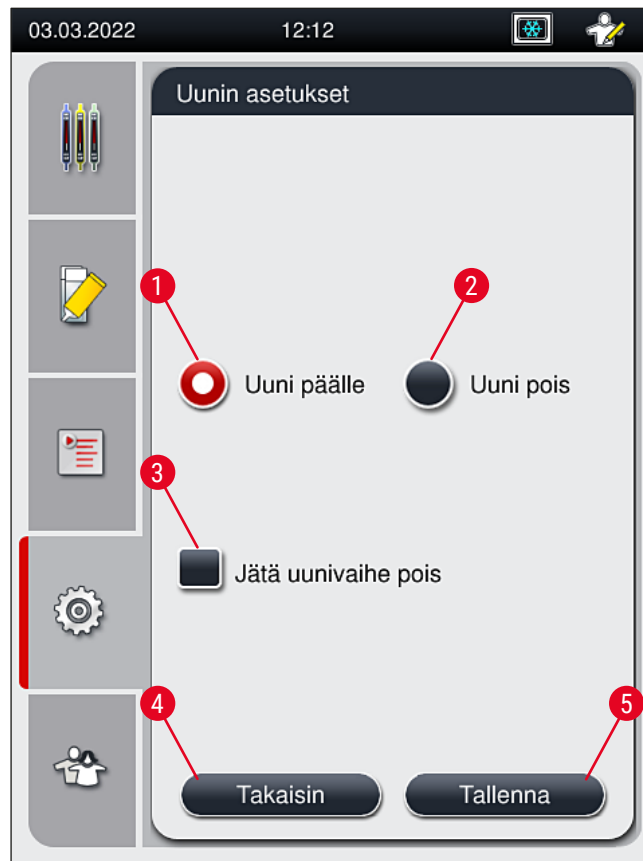 03.03.2022 12:12
Uunin asetukset
1 2
Uuni päälle Uuni pois
3
Jätä uunivaihe pois
4 5
Takaisin Tallenna